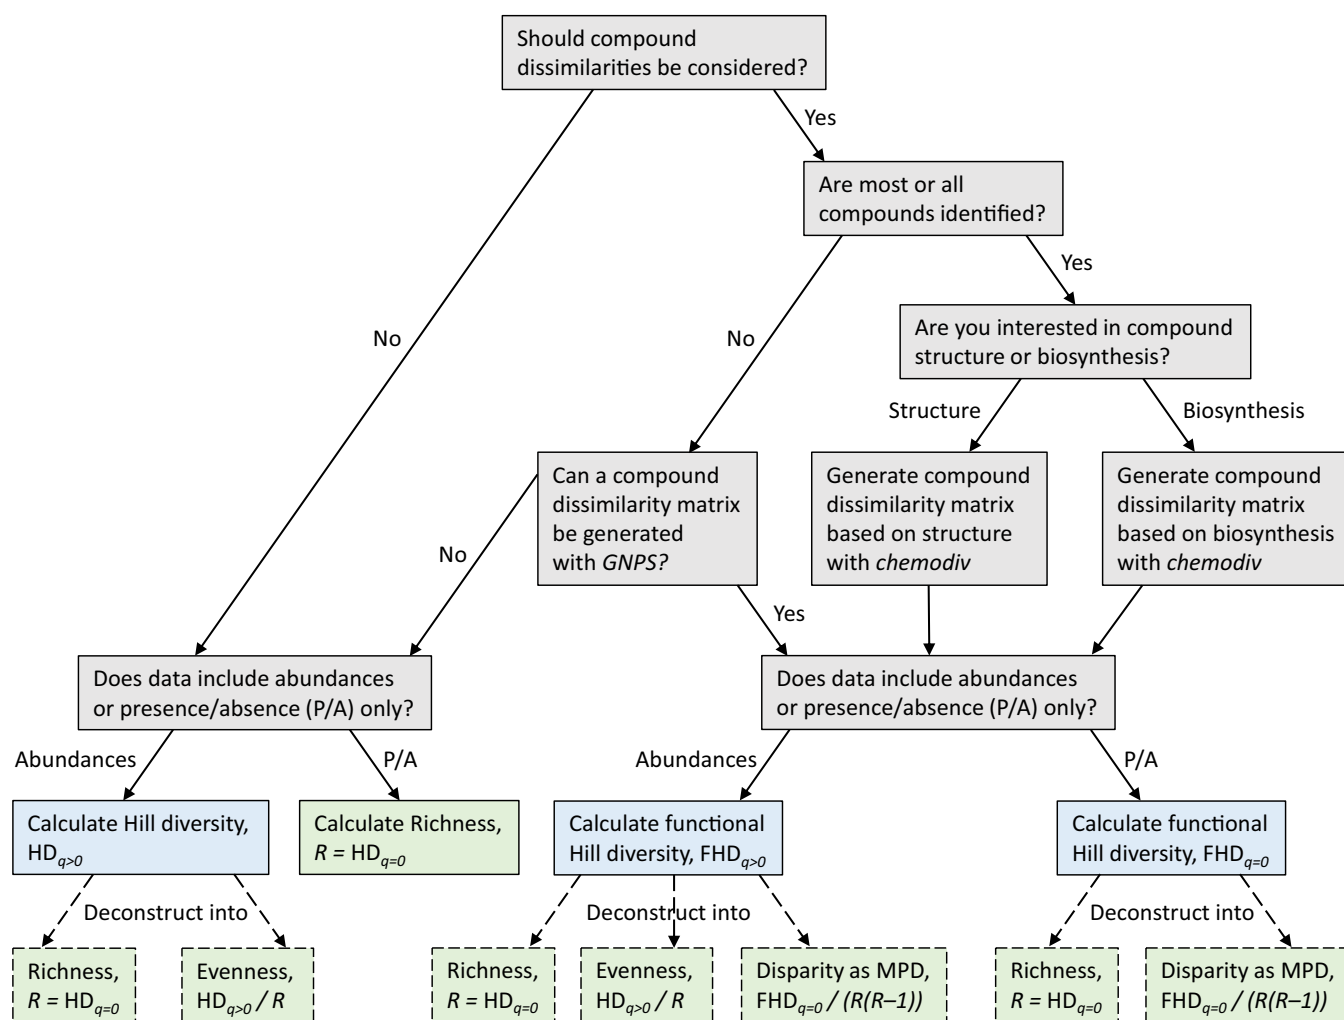 Should compound
dissimilarities be considered?
Yes
Are most or all
compounds identified?
Yes
No
No
Are you interested in compound
structure or biosynthesis?
Structure
Biosynthesis
Can a compound
dissimilarity matrix
be generated
with GNPS?
Generate compound
dissimilarity matrix
based on structure
with chemodiv
Generate compound
dissimilarity matrix
based on biosynthesis
with chemodiv
No
Yes
Does data include abundances
or presence/absence (P/A) only?
Does data include abundances
or presence/absence (P/A) only?
Abundances
P/A
Abundances
P/A
Calculate Hill diversity,
HDq>0
Calculate Richness,
R = HDq=0
Calculate functional
Hill diversity, FHDq>0
Calculate functional
Hill diversity, FHDq=0
Deconstruct into
Deconstruct into
Deconstruct into
Richness,
R = HDq=0
Evenness,
HDq>0 / R
Richness,
R = HDq=0
Evenness,
HDq>0 / R
Disparity as MPD,
FHDq=0 / (R(R–1))
Richness,
R = HDq=0
Disparity as MPD,
FHDq=0 / (R(R–1))